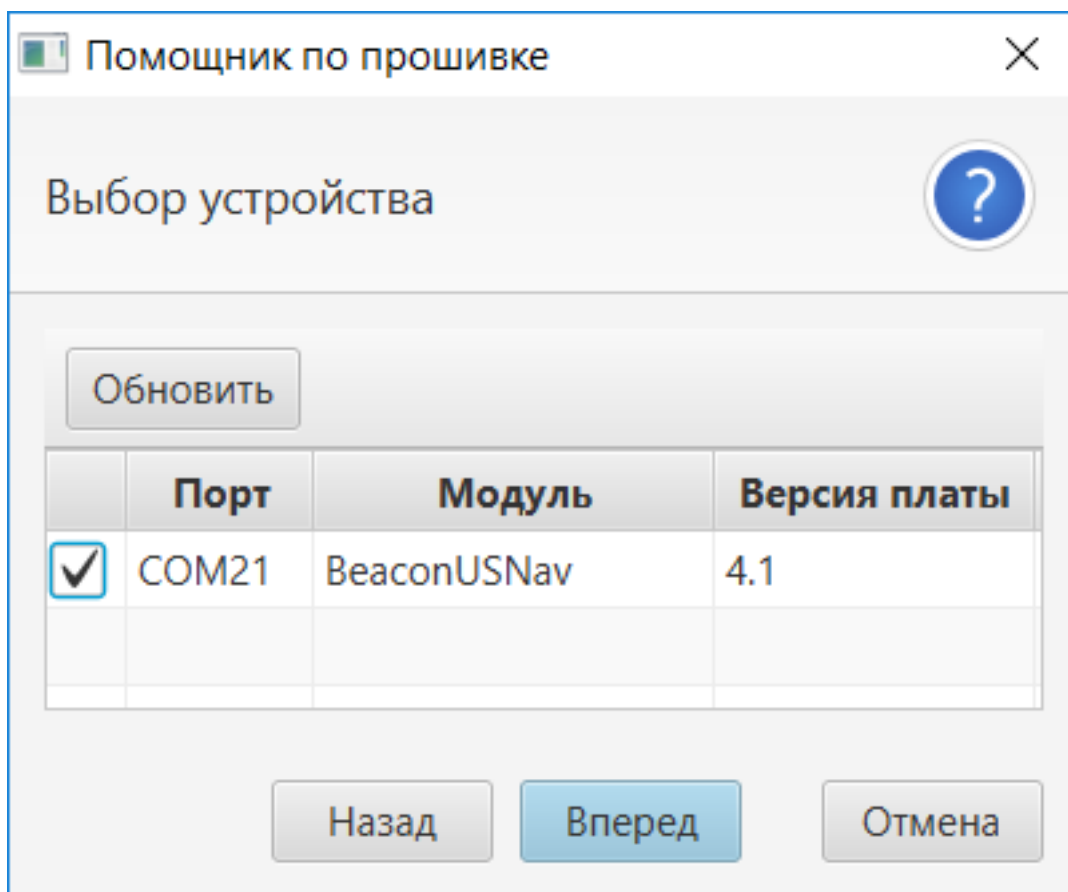 Помощник по прошивке
Выбор устройства
?
Обновить
Порт Модуль Версия платы
COM21 BeaconUSNav 4.1
Назад Вперед Отмена